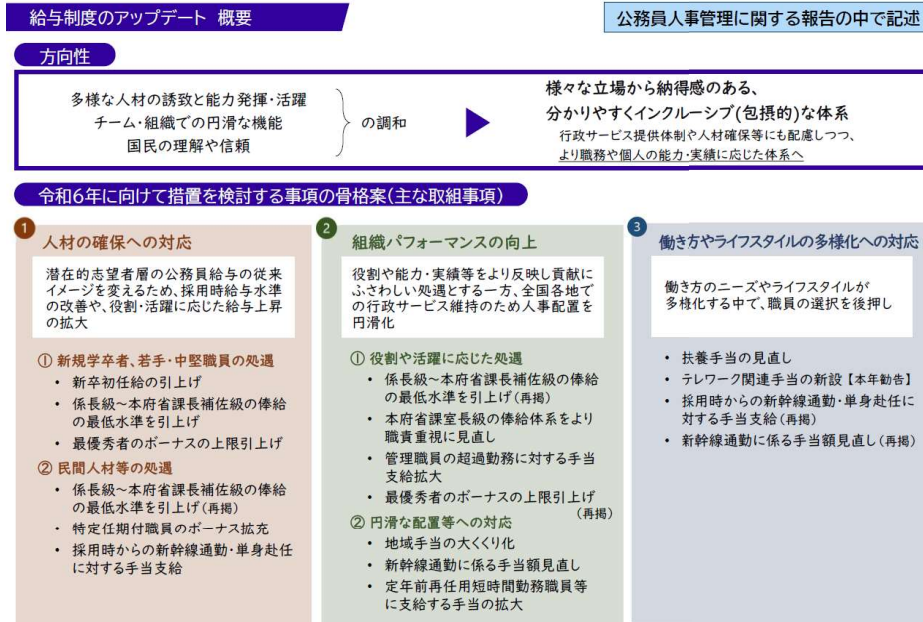 給与制度のアップデート 概要
公務員人事管理に関する報告の中で記述
方向性
多様な人材の誘致と能力発揮・活躍
チーム・組織での円滑な機能
国民の理解や信頼
の調和
様々な立場から納得感のある、
分かりやすくインクルーシブ(包摂的)な体系
行政サービス提供体制や人材確保等にも配慮しつつ、
より職務や個人の能力・実績に応じた体系へ
令和6年に向けて措置を検討する事項の骨格案(主な取組事項)
1 人材の確保への対応
潜在的志望者層の公務員給与の従来
イメージを変えるため、採用時給与水準
の改善や、役割・活躍に応じた給与上昇
の拡大
① 新規学卒者、若手・中堅職員の処遇
• 新卒初任給の引上げ
• 係長級~本府省課長補佐級の俸給
の最低水準を引上げ
• 最優秀者のボーナスの上限引上げ
② 民間人材等の処遇
• 係長級~本府省課長補佐級の俸給
の最低水準を引上げ(再掲)
・ 特定任期付職員のボーナス拡充
• 採用時からの新幹線通勤・単身赴任
に対する手当支給
2 組織パフォーマンスの向上
役割や能力・実績等をより反映し貢献に
ふさわしい処遇とする一方、全国各地で
の行政サービス維持のため人事配置を
円滑化
① 役割や活躍に応じた処遇
• 係長級~本府省課長補佐級の俸給
の最低水準を引上げ(再掲)
• 本府省課室長級の俸給体系をより
職責重視に見直し
• 管理職員の超過勤務に対する手当
支給拡大
• 最優秀者のボーナスの上限引上げ
(再掲)
② 円滑な配置等への対応
• 地域手当の大くくり化
• 新幹線通勤に係る手当額見直し
• 定年前再任用短時間勤務職員等
に支給する手当の拡大
3 働き方やライフスタイルの多様化への対応
働き方のニーズやライフスタイルが
多様化する中で、職員の選択を後押し
• 扶養手当の見直し
• テレワーク関連手当の新設【本年勧告】
• 採用時からの新幹線通勤・単身赴任に
対する手当支給(再掲)
• 新幹線通勤に係る手当額見直し(再掲)